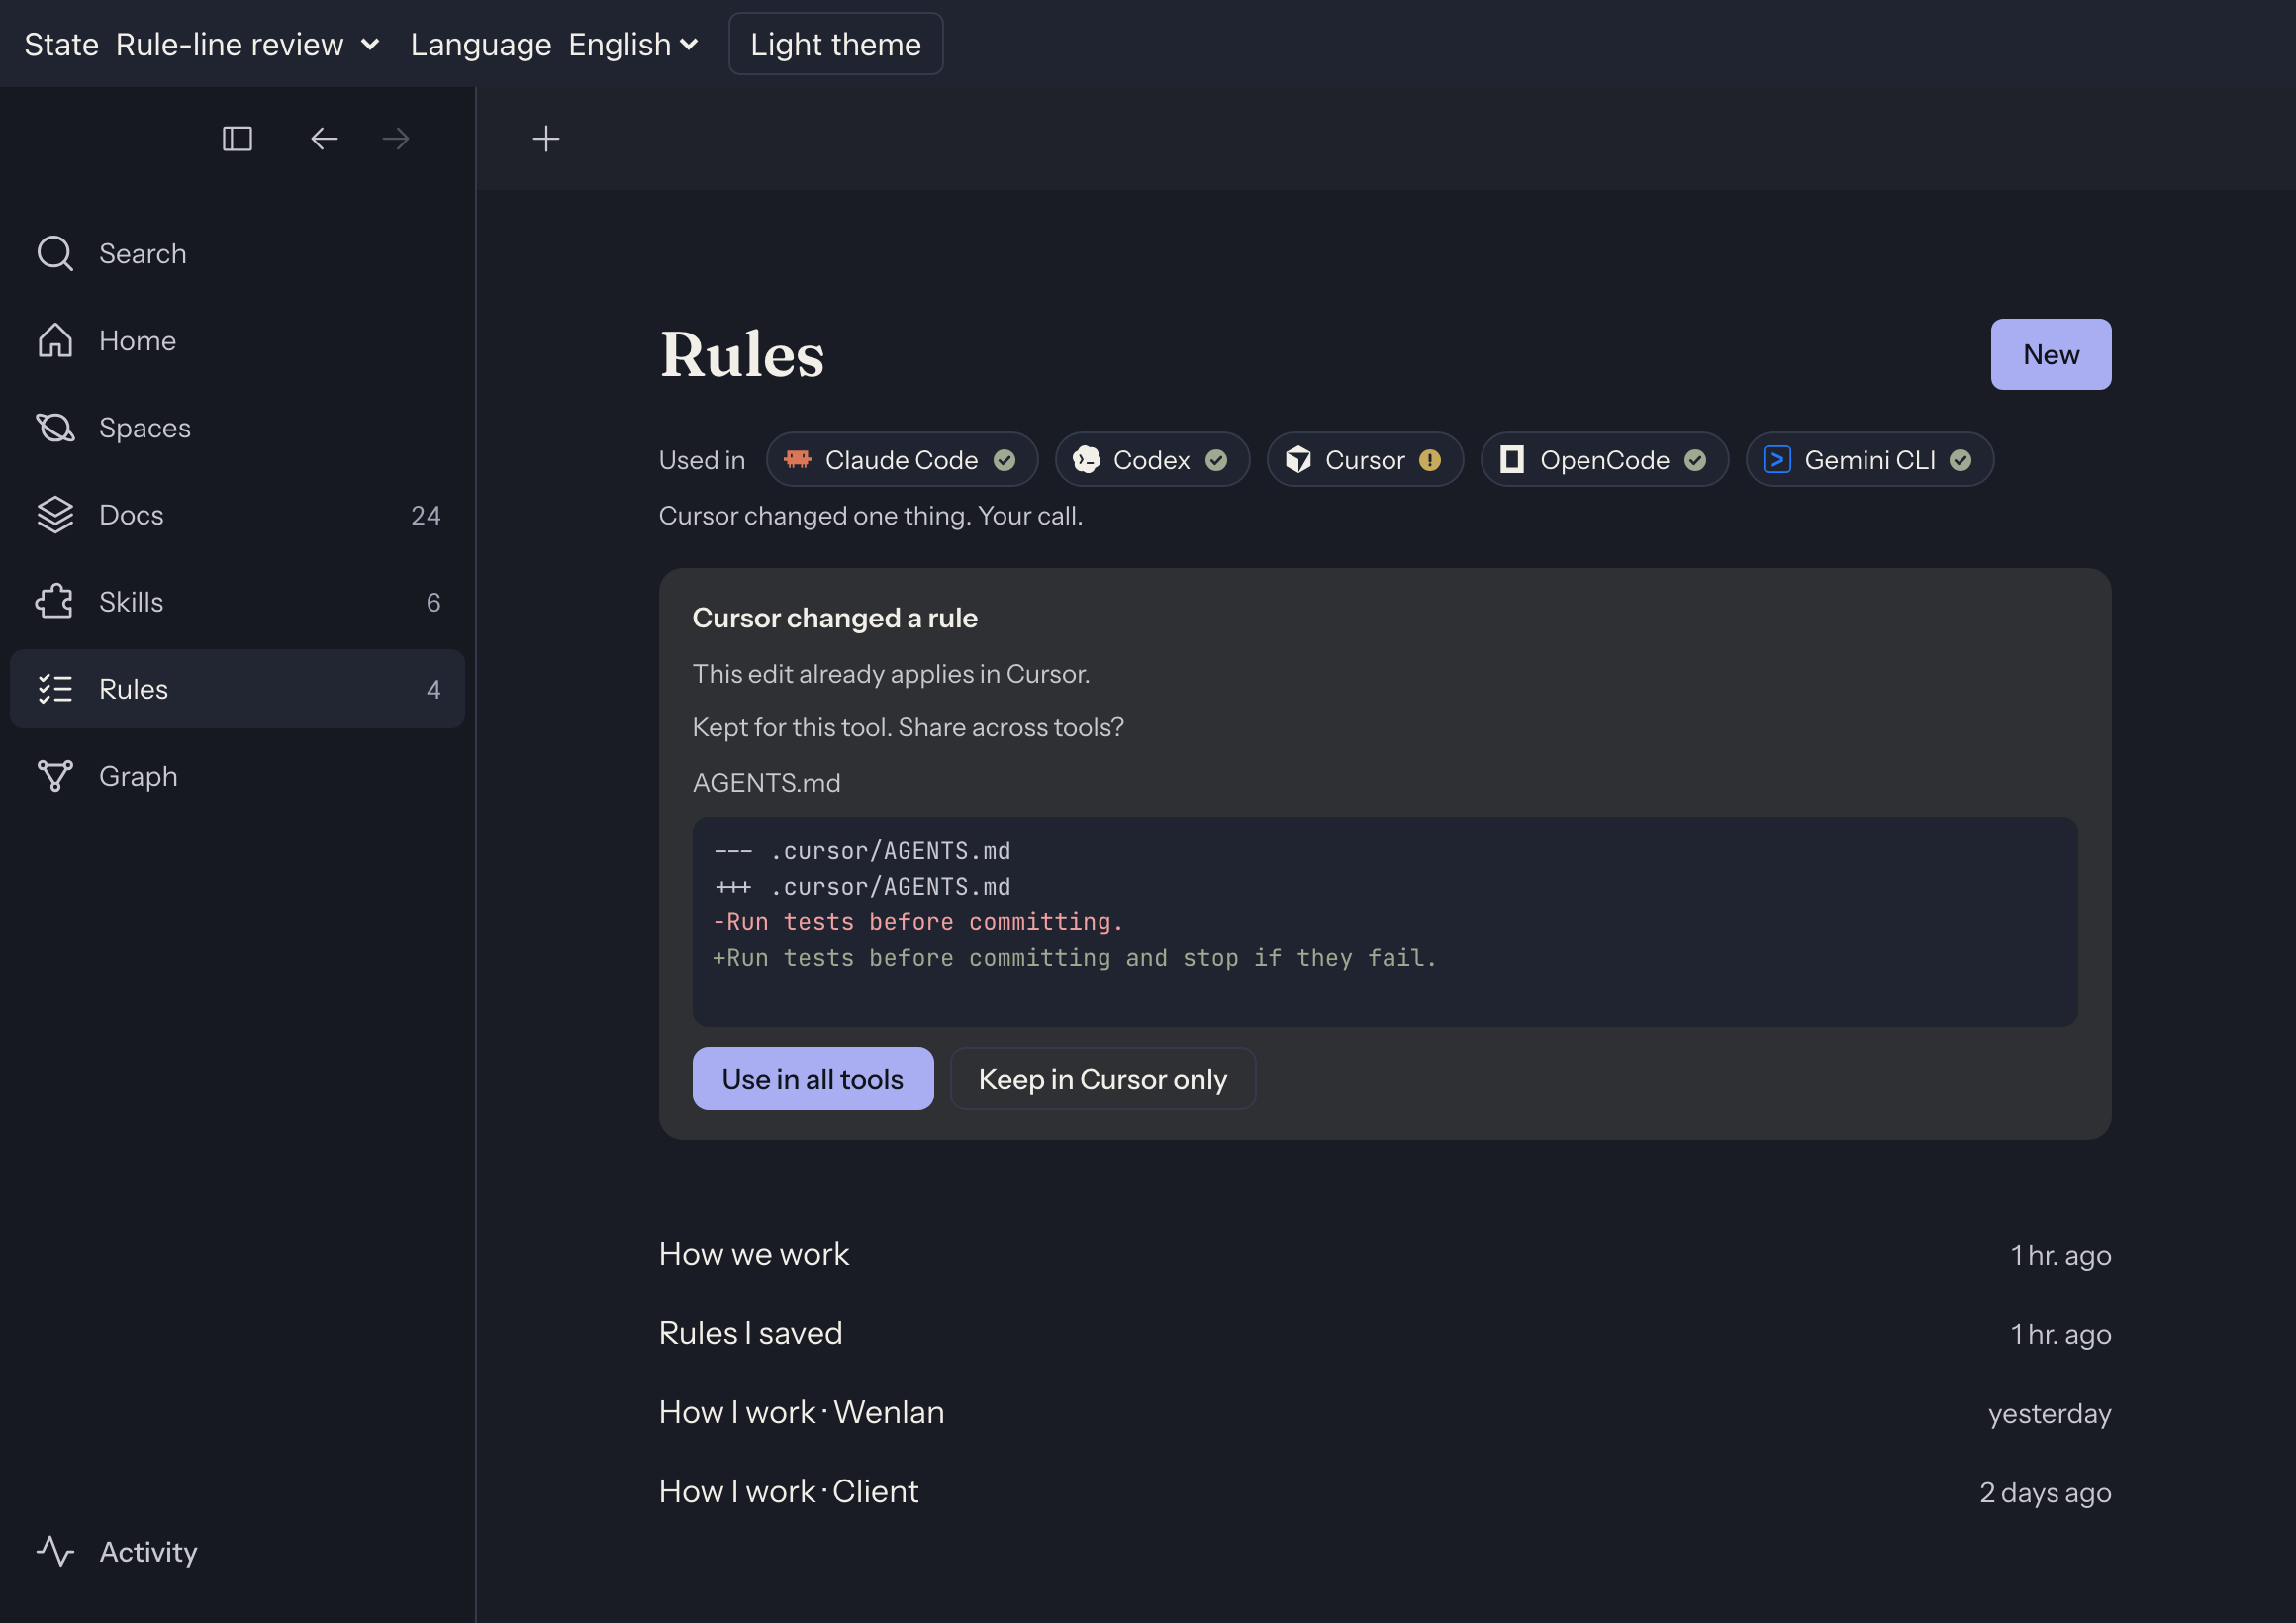 State Rule-line review Language English Light theme
Search
Home
Spaces
Docs 24
Skills 6
Rules 4
Graph
Activity
Rules
New
Used in Claude Code Codex Cursor OpenCode Gemini CLI
Cursor changed one thing. Your call.
Cursor changed a rule
This edit already applies in Cursor.
Kept for this tool. Share across tools?
AGENTS.md
--- .cursor/AGENTS.md
+++ .cursor/AGENTS.md
-Run tests before committing.
+Run tests before committing and stop if they fail.
Use in all tools Keep in Cursor only
How we work 1 hr. ago
Rules I saved 1 hr. ago
How I work · Wenlan yesterday
How I work · Client 2 days ago